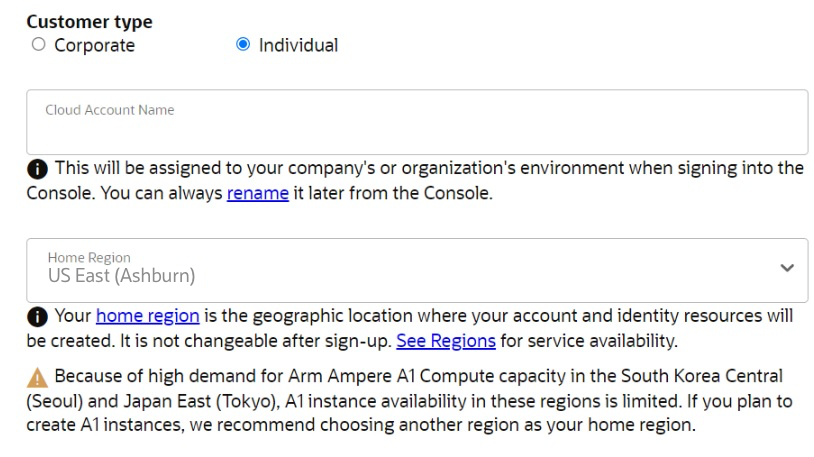 Customer type
Corporate Individual
Cloud Account Name
This will be assigned to your company's or organization's environment when signing into the
Console. You can always rename it later from the Console.
Home Region
US East (Ashburn)
Your home region is the geographic location where your account and identity resources will
be created. It is not changeable after sign-up. See Regions for service availability.
Because of high demand for Arm Ampere A1 Compute capacity in the South Korea Central
(Seoul) and Japan East (Tokyo), A1 instance availability in these regions is limited. If you plan to
create A1 instances, we recommend choosing another region as your home region.